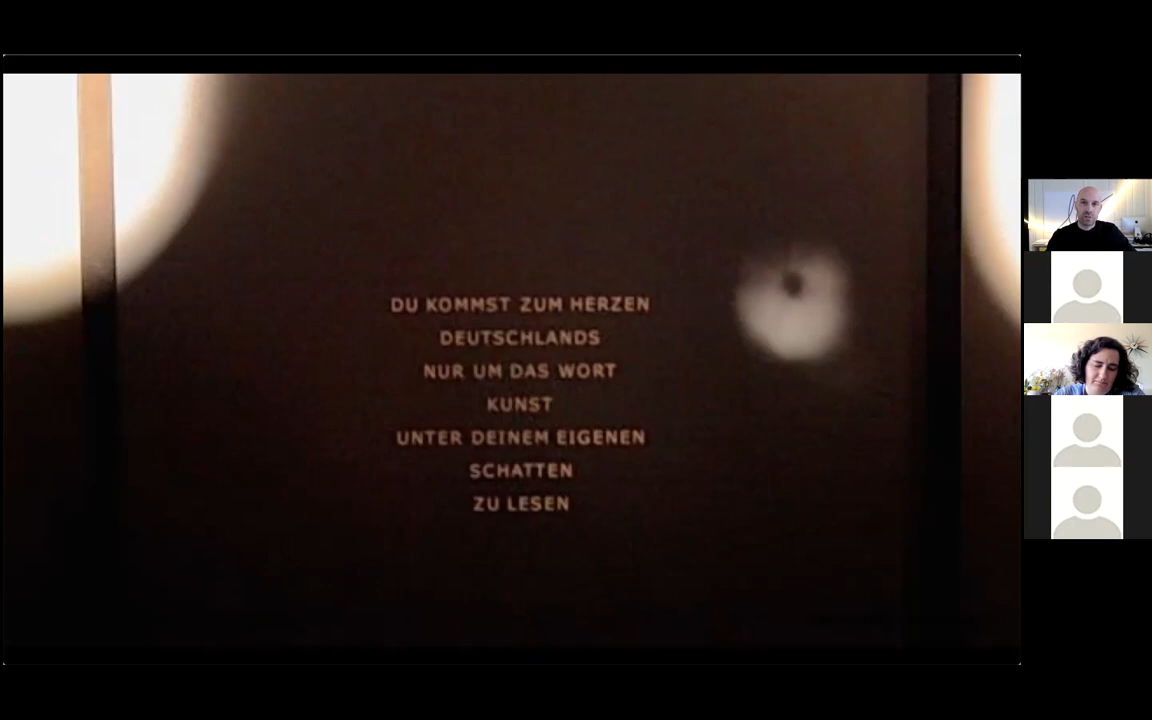 DU KOMMST ZUM HERZEN
DEUTSCHLANDS
NUR UM DAS WORT
KUNST
UNTER DEINEM EIGENEN
SCHATTEN
ZU LESEN